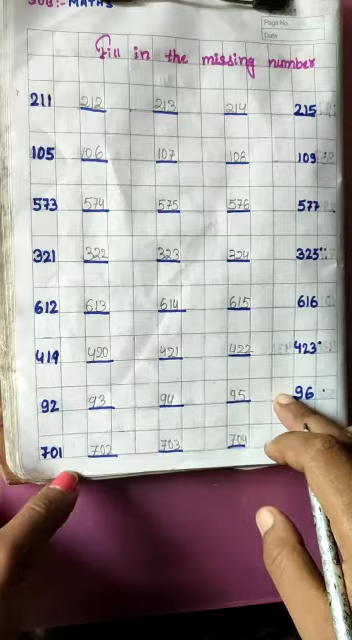 SUB:- MATHS
Page No.
Date
Fill in the missing number
211 212 213 214 215
105 106 107 108 109
573 574 575 576 577
321 322 323 324 325
612 613 614 615 616
419 420 421 422 423
92 93 94 95 96
701 702 703 704